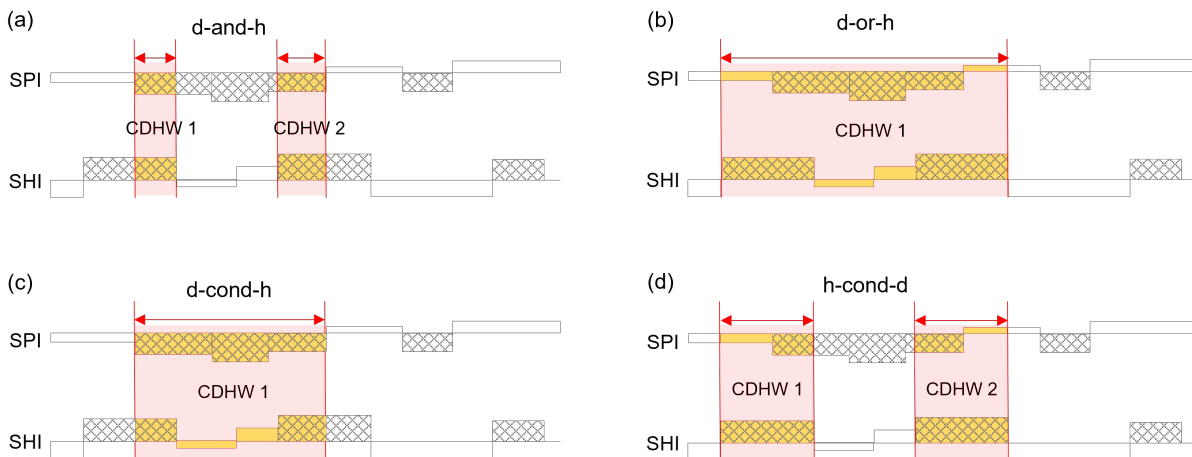 (a)
d-and-h
SPI
CDHW 1
CDHW 2
SHI
(b)
d-or-h
SPI
CDHW 1
SHI
(c)
d-cond-h
SPI
CDHW 1
SHI
(d)
h-cond-d
SPI
CDHW 1
CDHW 2
SHI